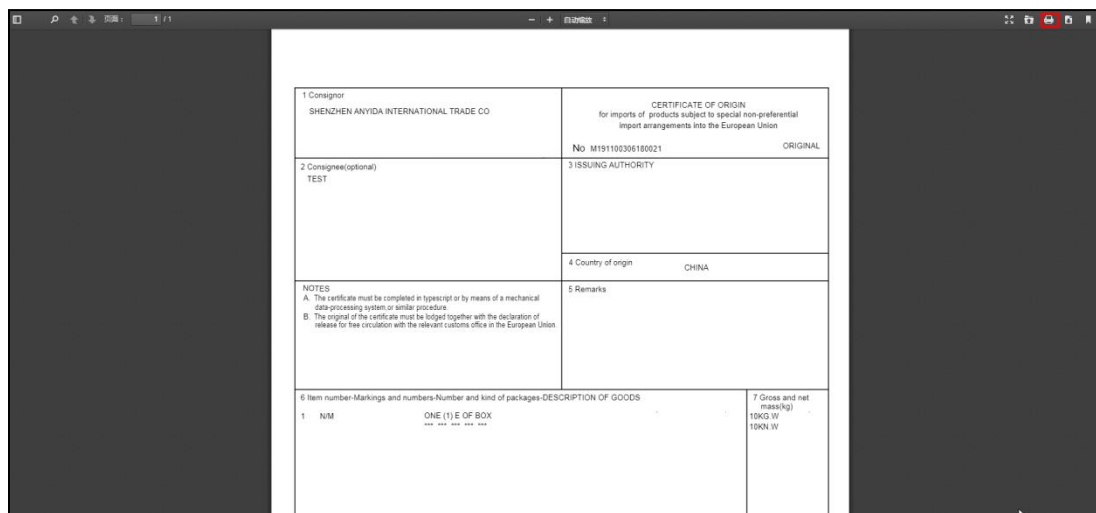 页面： 1 / 1
自动缩放
1 Consignor
SHENZHEN ANYIDA INTERNATIONAL TRADE CO
CERTIFICATE OF ORIGIN
for imports of products subject to special non-preferential
import arrangements into the European Union
No M191100306180021
ORIGINAL
2 Consignee(optional)
TEST
3 ISSUING AUTHORITY
4 Country of origin
CHINA
NOTES
A. The certificate must be completed in typescript or by means of a mechanical
data-processing system,or similar procedure.
B. The original of the certificate must be lodged together with the declaration of
release for free circulation with the relevant customs office in the European Union.
5 Remarks
6 Item number-Markings and numbers-Number and kind of packages-DESCRIPTION OF GOODS
7 Gross and net
mass(kg)
1 N/M ONE (1) E OF BOX
*** *** *** *** ***
10KG.W
10KN.W